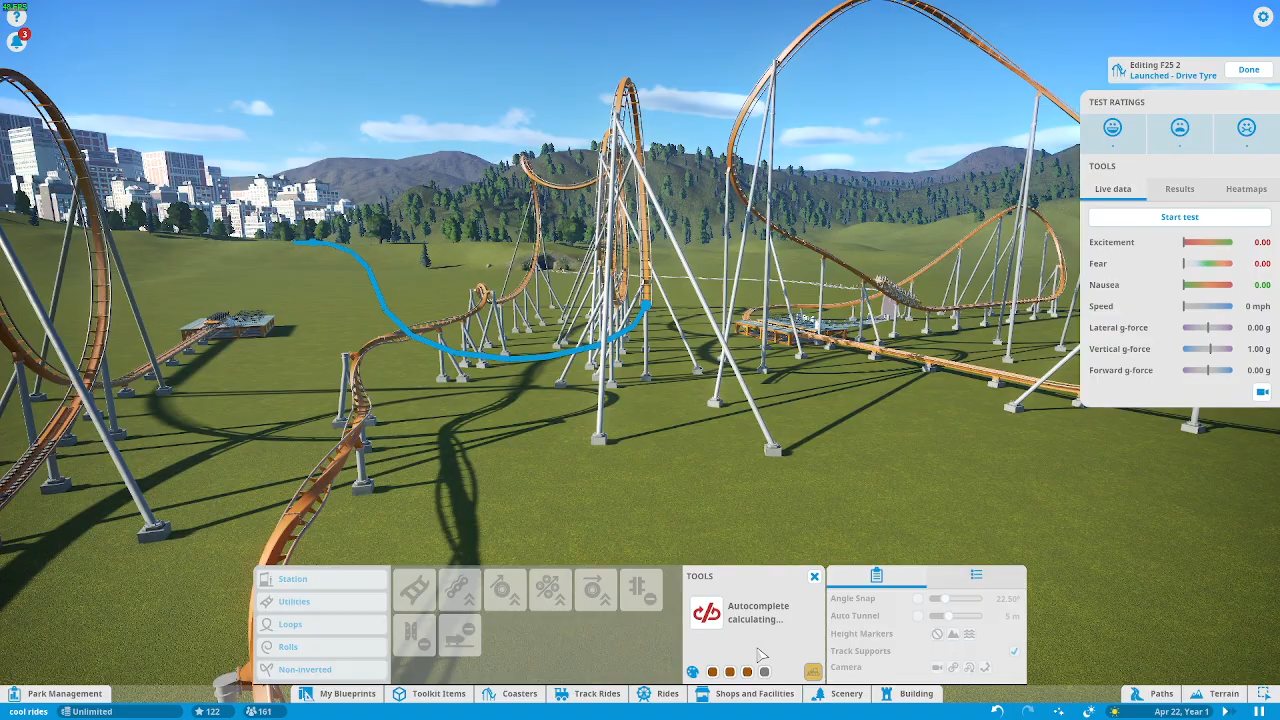 48 FPS
?
3
Editing F25 2
Launched - Drive Tyre
Done
TEST RATINGS
TOOLS
Live data
Results
Heatmaps
Start test
Excitement 0.00
Fear 0.00
Nausea 0.00
Speed 0 mph
Lateral g-force 0.00 g
Vertical g-force 1.00 g
Forward g-force 0.00 g
Station
Utilities
Loops
Rolls
Non-inverted
TOOLS
Autocomplete
calculating...
Angle Snap 22.50°
Auto Tunnel 5 m
Height Markers
Track Supports
Camera
Park Management
My Blueprints
Toolkit Items
Coasters
Track Rides
Rides
Shops and Facilities
Scenery
Building
Paths
Terrain
cool rides
Unlimited
122
161
Apr 22, Year 1